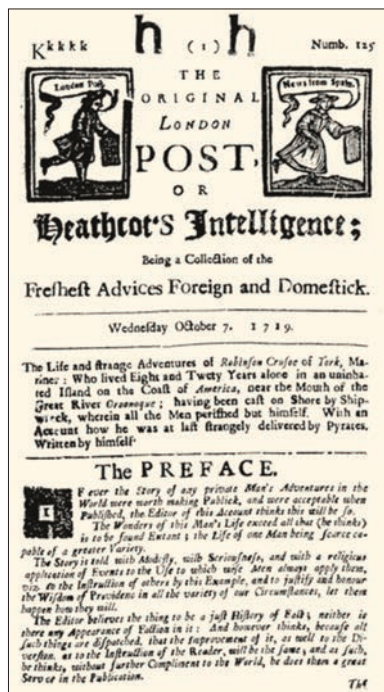 Kkkkk h (1) h Numb. 125
London Post.
News from Spain.
THE
ORIGINAL
LONDON
POST,
OR
Heathcot's Intelligence;
Being a Collection of the
Freſheſt Advices Foreign and Domeſtick.
Wedneſday October 7. 1719.
The Life and ſtrange Adventures of Robinſon Cruſoe of York, Ma-
riner: Who lived Eight and Twety Years alone in an uninha-
red Iſland on the Coaſt of America, near the Mouth of the
Great River Oroonoque; having been caſt on Shore by Ship-
wreck, wherein all the Men periſhed but himſelf. With an
Account how he was at laſt ſtrangely delivered by Pyrates,
Written by himſelf.
The PREFACE.
IF ever the Story of any private Man's Adventures in the
World were worth making Publick, and were acceptable when
Publiſhed, the Editor of this Account thinks this will be ſo.
The Wonders of this Man's Life exceed all that (he thinks)
is to be found Extant; the Life of one Man being ſcarce ca-
pable of a greater Variety.
The Story is told with Modeſty, with Seriouſneſs, and with a religious
application of Events to the Uſe to which wiſe Men always apply them,
viz. to the Inſtruction of others by this Example, and to juſtify and honour
the Wiſdom of Providenc in all the variety of our Circumſtances, let them
happen how they will.
The Editor believes the thing to be a juſt Hiſtory of Fact; neither is
there any Appearance of Faction in it: And however thinks, becauſe all
ſuch things are diſpatched, that the Improvement of it, as well to the Di-
verſion, as to the Inſtruction of the Reader, will be the ſame; and as ſuch,
he thinks, without further Compliment to the World, he does them a great
Service in the Publication.
The